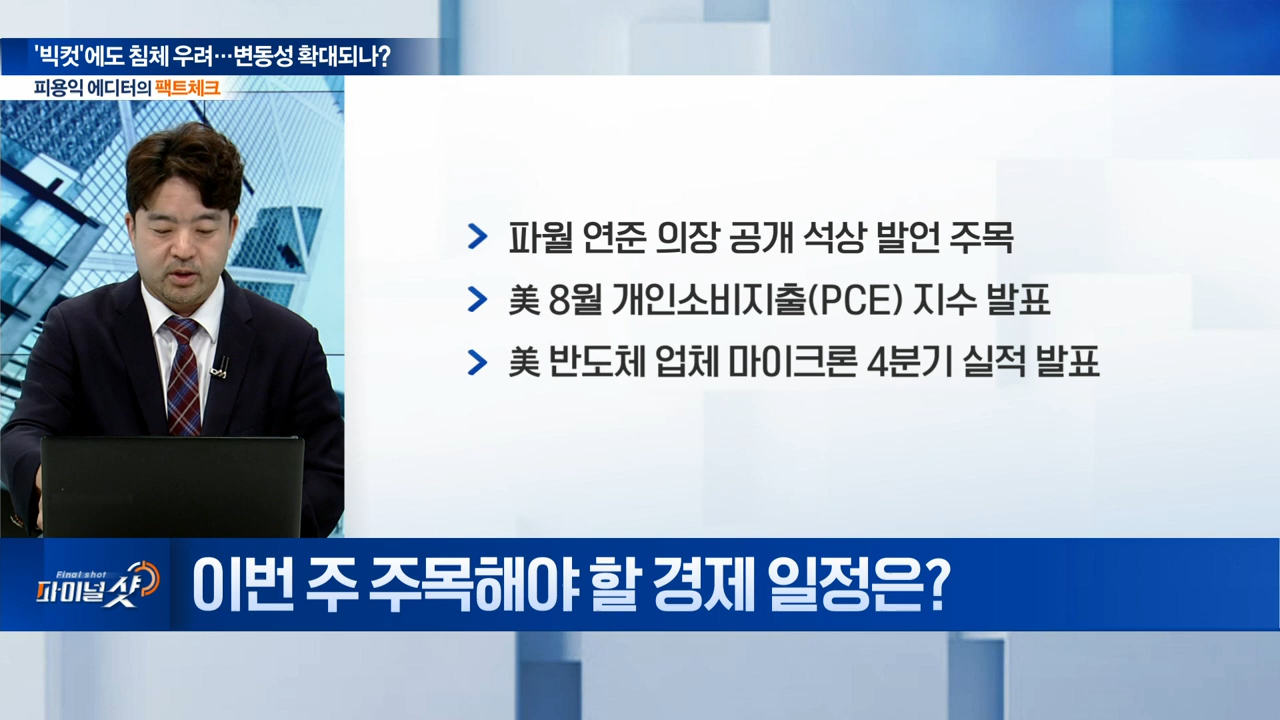 '빅컷'에도 침체 우려…변동성 확대되나?
피용익 에디터의 팩트체크
파월 연준 의장 공개 석상 발언 주목
美 8월 개인소비지출(PCE) 지수 발표
美 반도체 업체 마이크론 4분기 실적 발표
Final shot
파이널샷
이번 주 주목해야 할 경제 일정은?